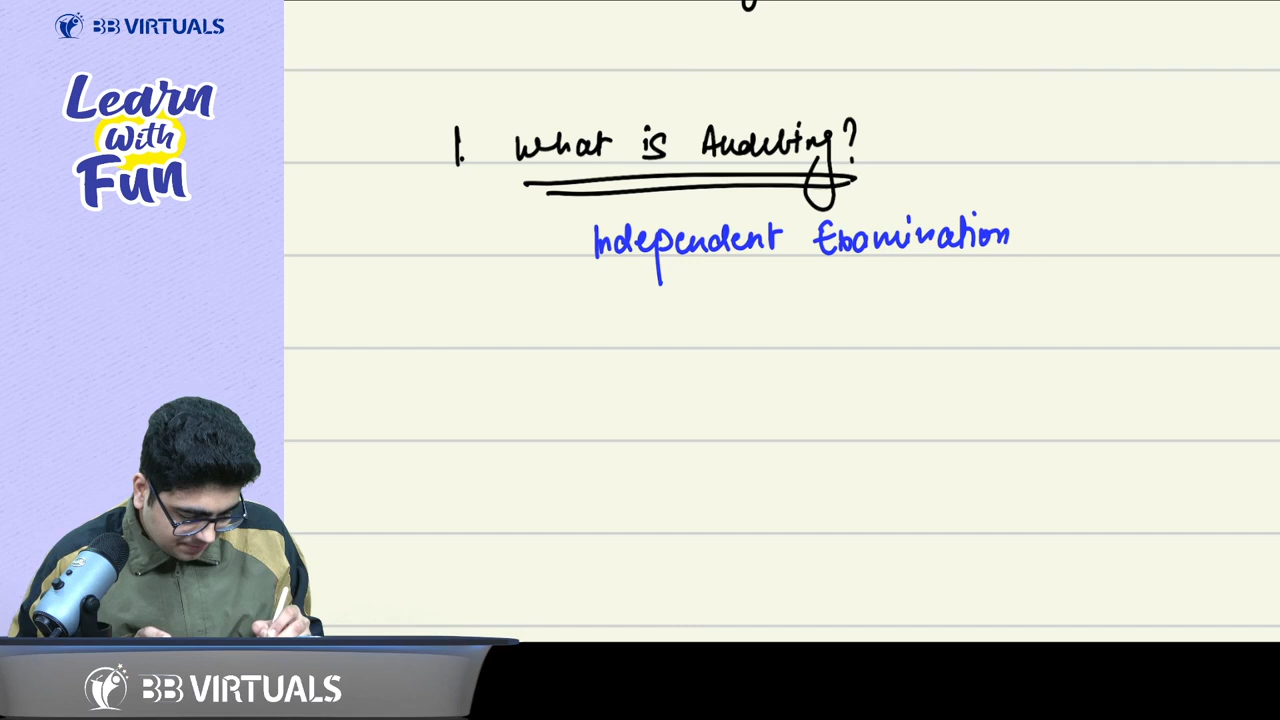 BB VIRTUALS
Learn
With
Fun
1. What is Auditing?
Independent Examination
BB VIRTUALS